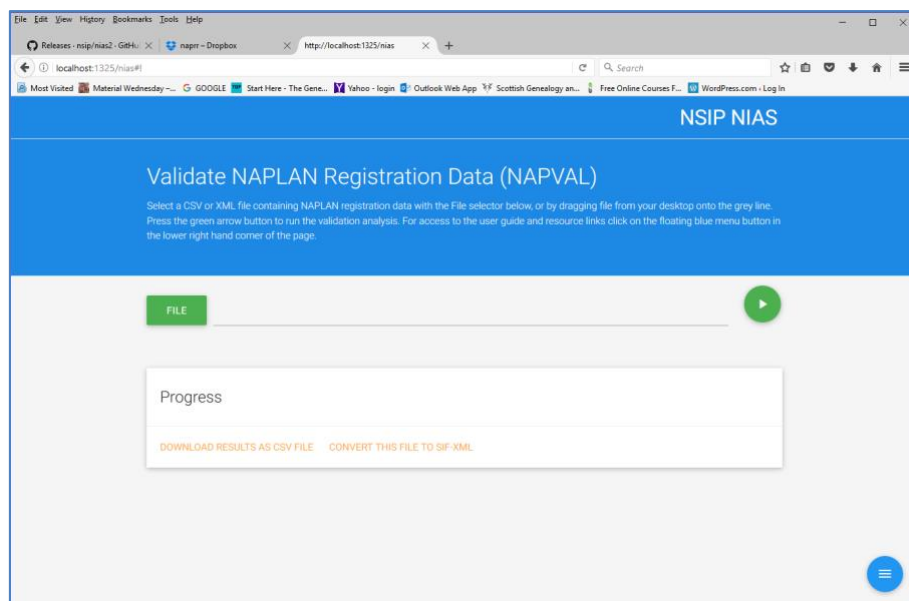 File Edit View History Bookmarks Tools Help
Releases · nsip/nias2 · GitHu
naprr – Dropbox
http://localhost:1325/nias
localhost:1325/nias#!
Search
Most Visited Material Wednesday –... G GOOGLE Start Here - The Gene... Yahoo - login Outlook Web App Scottish Genealogy an... Free Online Courses F... WordPress.com › Log In
NSIP NIAS
Validate NAPLAN Registration Data (NAPVAL)
Select a CSV or XML file containing NAPLAN registration data with the File selector below, or by dragging file from your desktop onto the grey line.
Press the green arrow button to run the validation analysis. For access to the user guide and resource links click on the floating blue menu button in
the lower right hand corner of the page.
FILE
Progress
DOWNLOAD RESULTS AS CSV FILE CONVERT THIS FILE TO SIF-XML